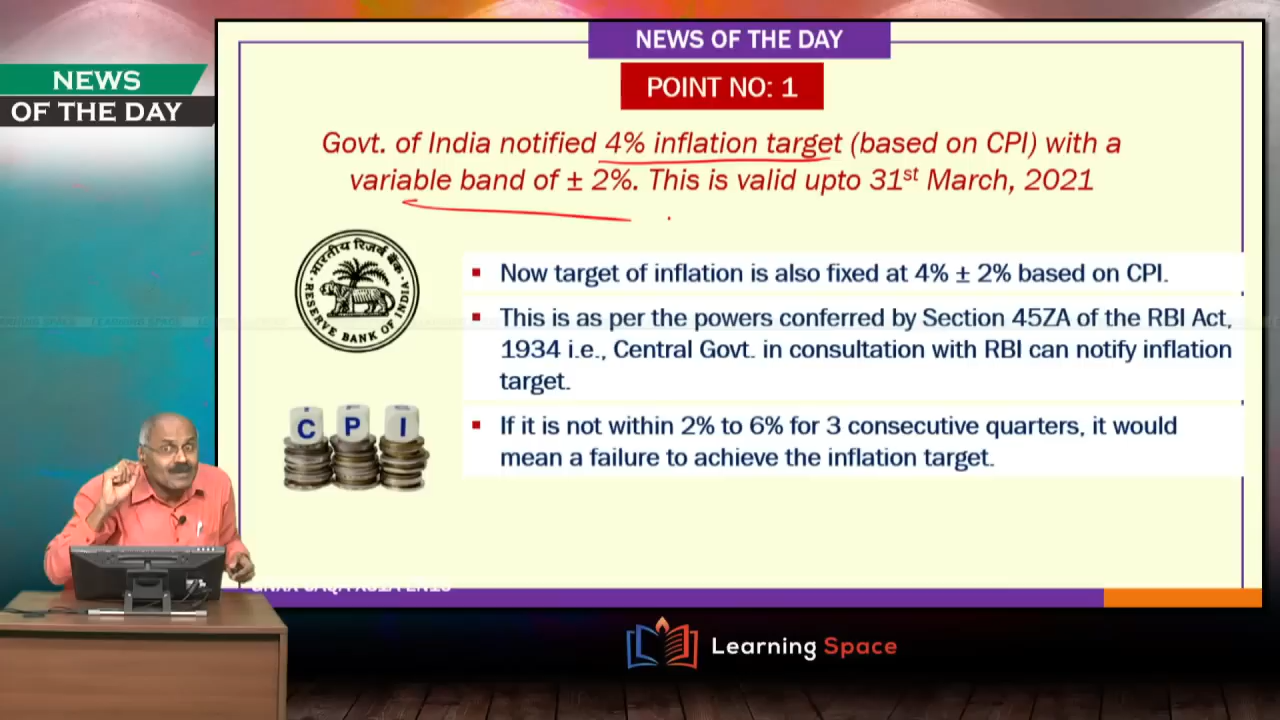 NEWS
OF THE DAY
NEWS OF THE DAY
POINT NO: 1
Govt. of India notified 4% inflation target (based on CPI) with a
variable band of ± 2%. This is valid upto 31st March, 2021
भारतीय रिज़र्व बैंक
RESERVE BANK OF INDIA
▪ Now target of inflation is also fixed at 4% ± 2% based on CPI.
▪ This is as per the powers conferred by Section 45ZA of the RBI Act,
1934 i.e., Central Govt. in consultation with RBI can notify inflation
target.
C P I
▪ If it is not within 2% to 6% for 3 consecutive quarters, it would
mean a failure to achieve the inflation target.
Learning Space